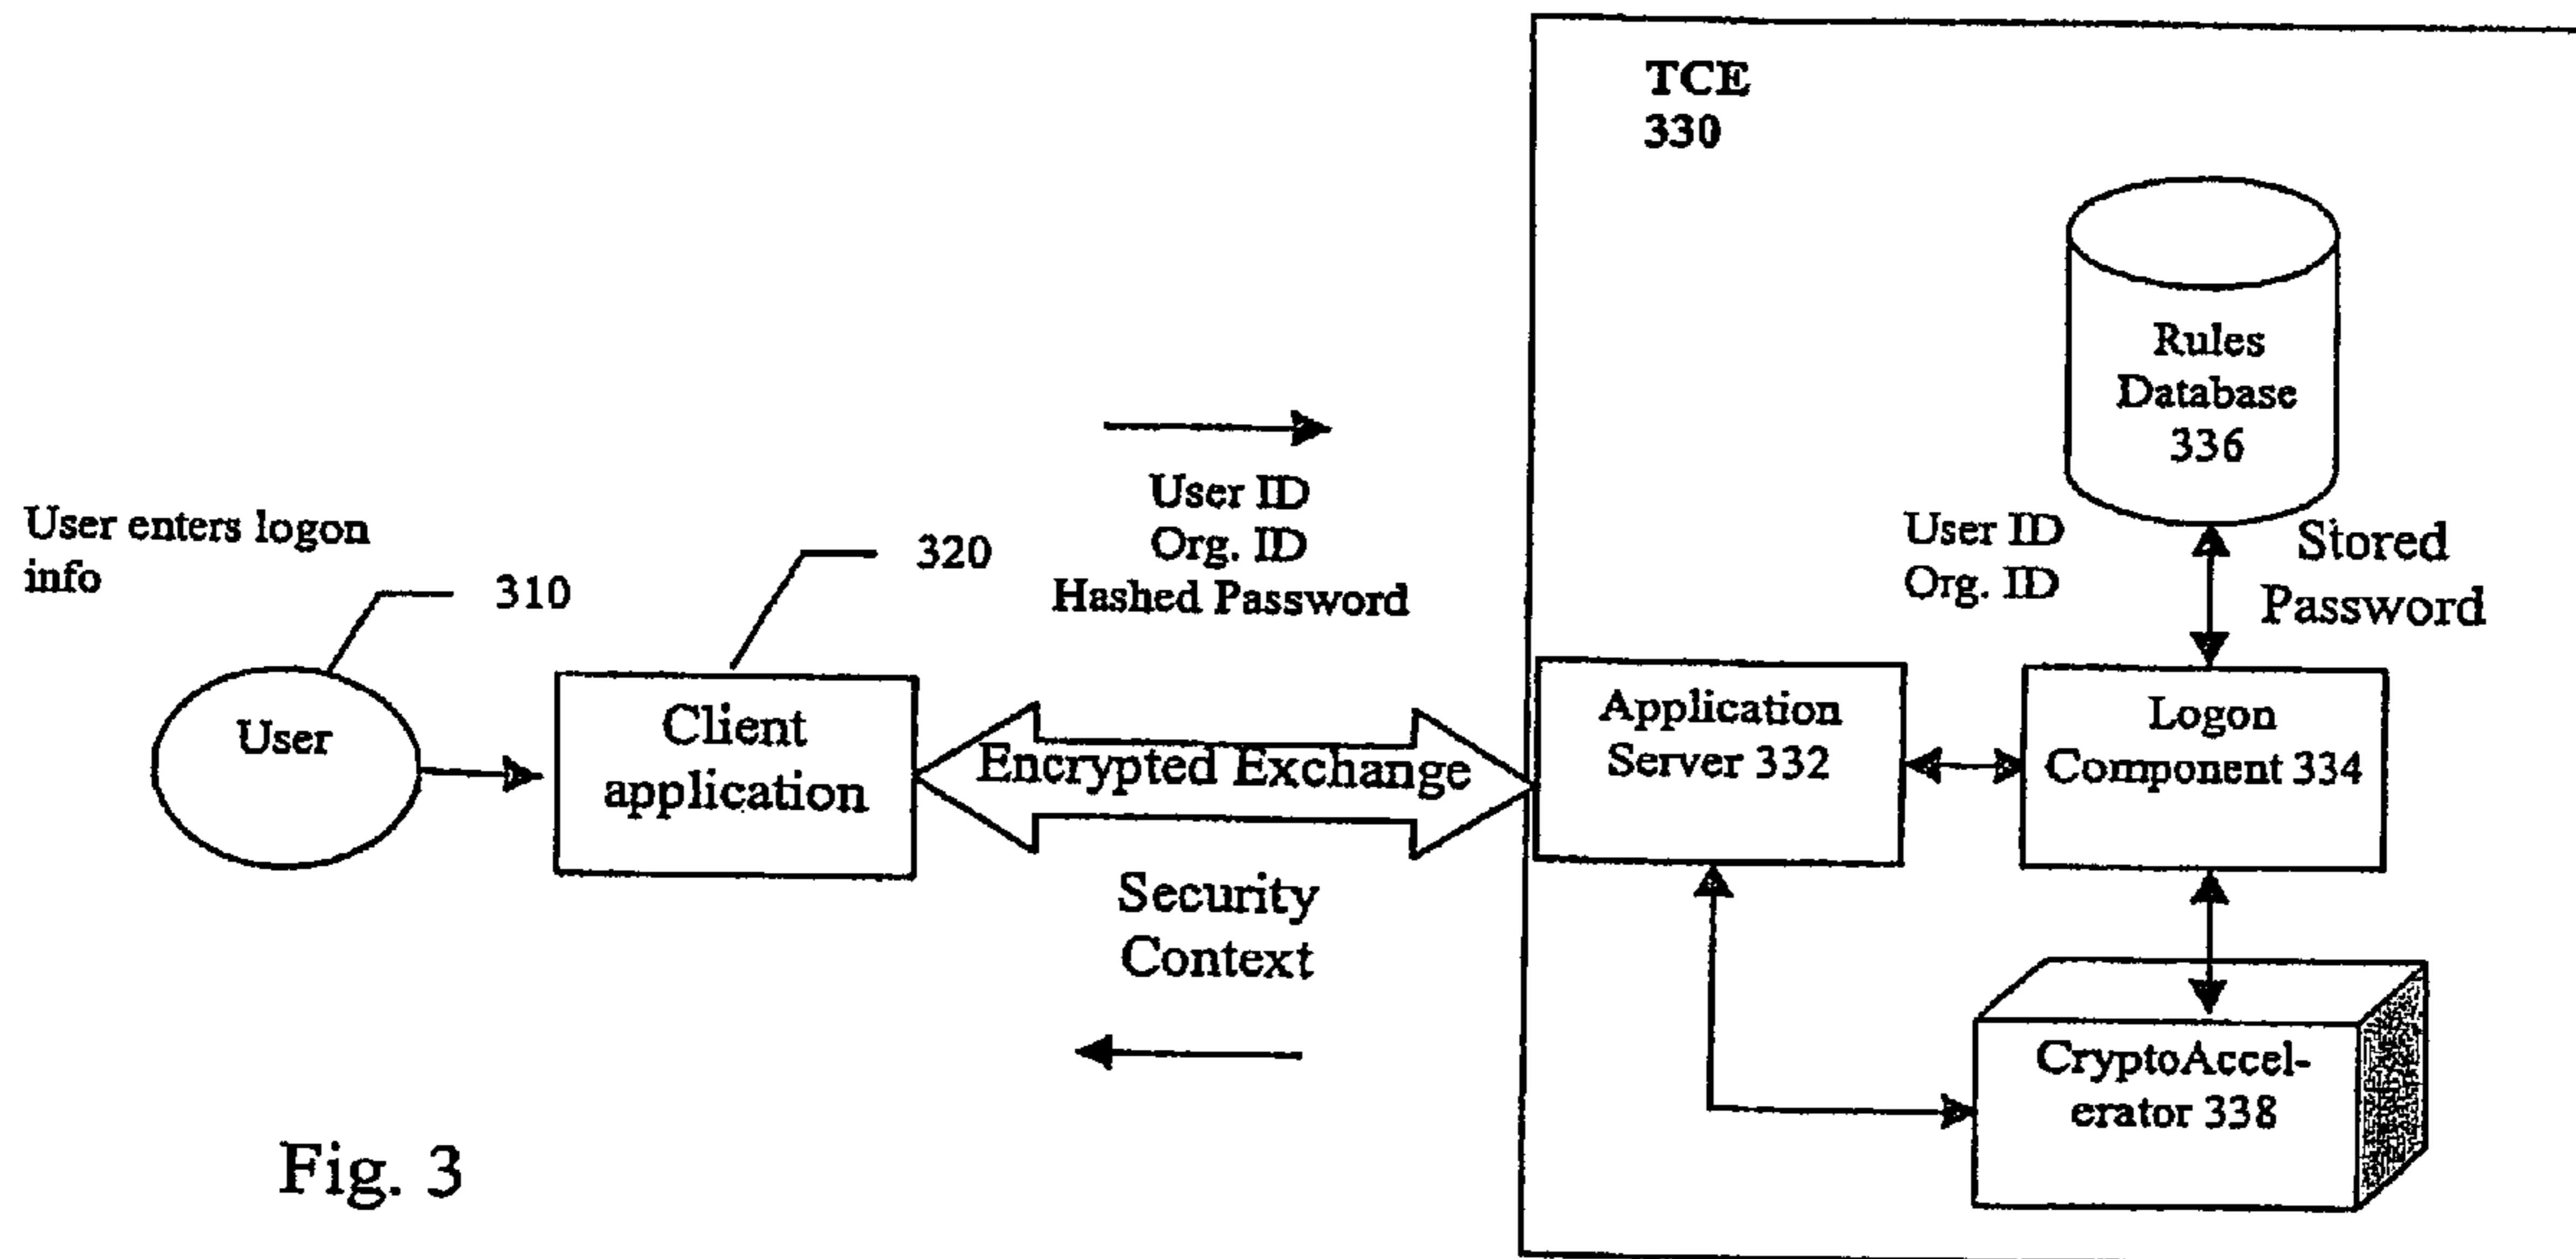 TCE
330
Rules
Database
336
User ID
Org. ID
Stored
Password
User ID
Org. ID
Hashed Password
320
User enters logon
info
310
User
Client
application
Encrypted Exchange
Application
Server 332
Logon
Component 334
Security
Context
CryptoAccel-
erator 338
Fig. 3